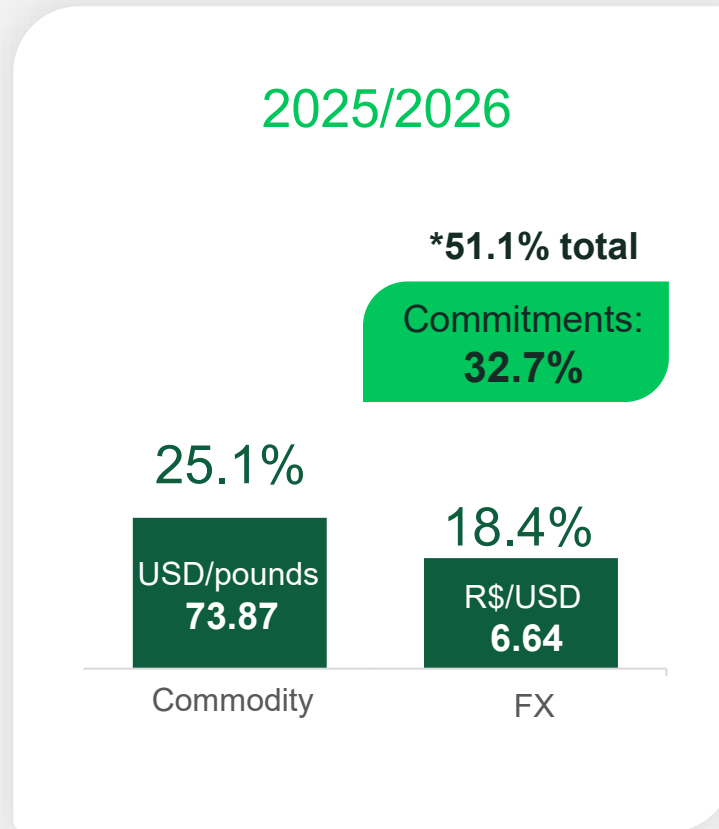 2025/2026
*51.1% total
Commitments:
32.7%
25.1%
18.4%
USD/pounds
73.87
R$/USD
6.64
Commodity
FX